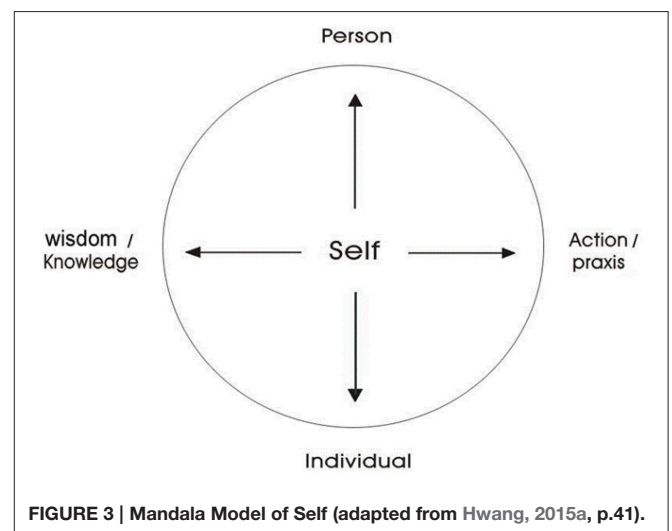 Person
wisdom /
Knowledge
Self
Action /
praxis
Individual
FIGURE 3 | Mandala Model of Self (adapted from Hwang, 2015a, p.41).